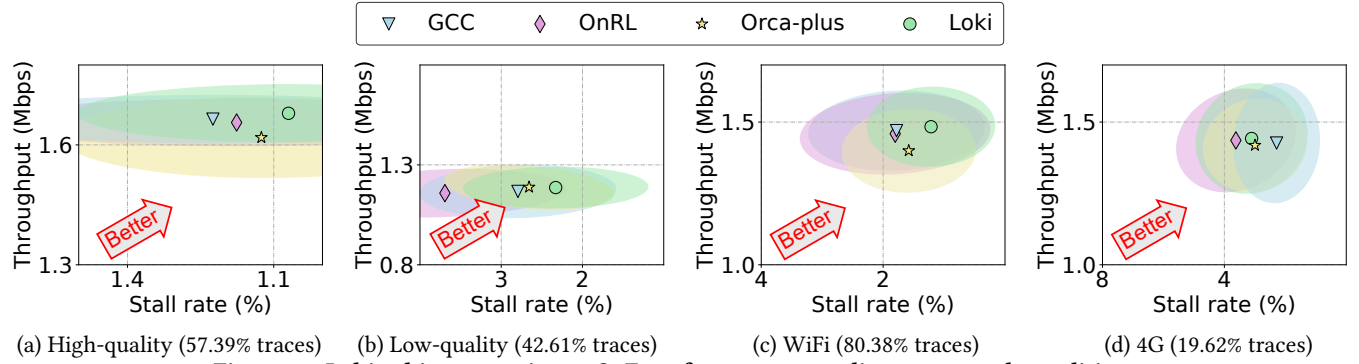 GCC OnRL Orca-plus Loki
Throughput (Mbps)
1.6
1.3
Better
1.4 1.1
Stall rate (%)
(a) High-quality (57.39% traces)
Throughput (Mbps)
1.3
0.8
Better
3 2
Stall rate (%)
(b) Low-quality (42.61% traces)
Throughput (Mbps)
1.5
1.0
Better
4 2
Stall rate (%)
(c) WiFi (80.38% traces)
Throughput (Mbps)
1.5
1.0
Better
8 4
Stall rate (%)
(d) 4G (19.62% traces)